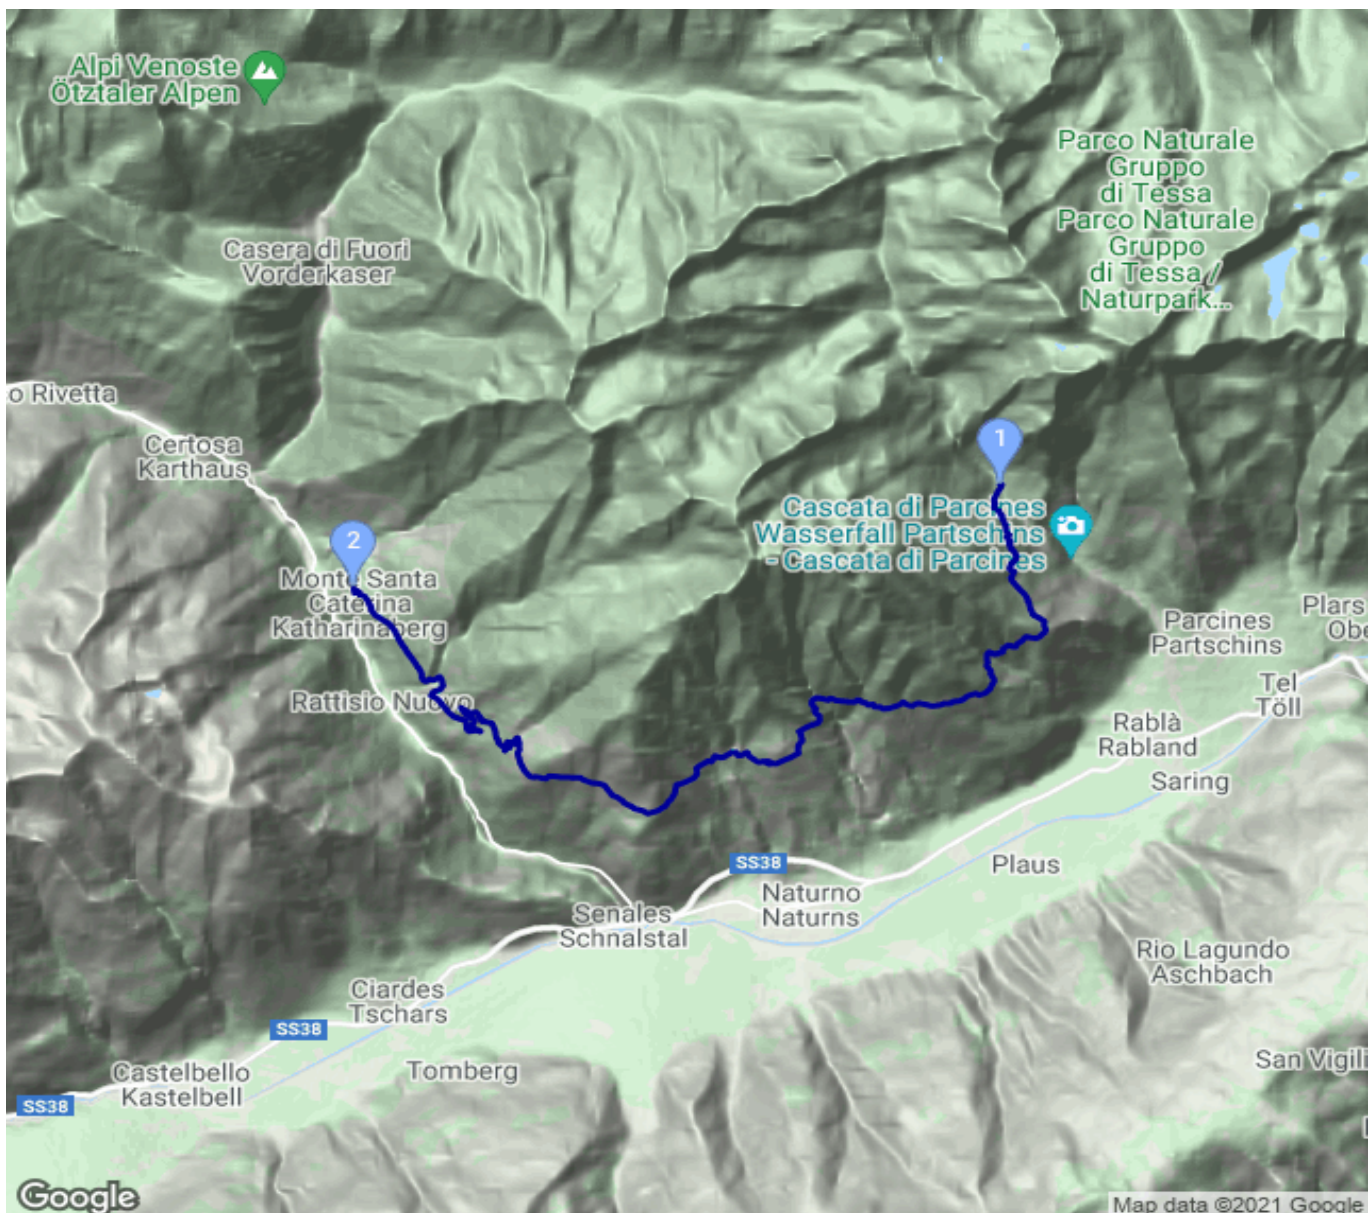 Alpi Venoste
Ötztaler Alpen
Parco Naturale
Gruppo
di Tessa
Parco Naturale
Gruppo
di Tessa /
Naturpark...
Casera di Fuori
Vorderkaser
o Rivetta
Certosa
Karthaus
1
Cascata di Parcines
Wasserfall Partschins
- Cascata di Parcines
2
Monte Santa
Caterina
Katharinaberg
Parcines
Partschins
Plars
Obe
Rattisio Nuovo
Tel
Töll
Rablà
Rabland
Saring
SS38
Plaus
Naturno
Naturns
Senales
Schnalstal
Rio Lagundo
Aschbach
Ciardes
Tschars
SS38
San Vigili
Castelbello
Kastelbell
Tomberg
SS38
Google
Map data ©2021 Google